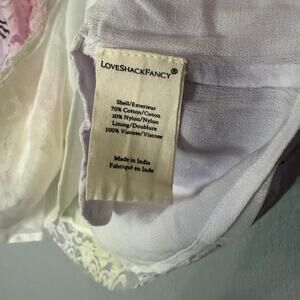 LoveShackFancy®
Shell/Exterieur
70% Cotton/Coton
30% Nylon/Nylon
Lining/Doublure
100% Viscose/Viscose
Made in India
Fabriqué en Inde